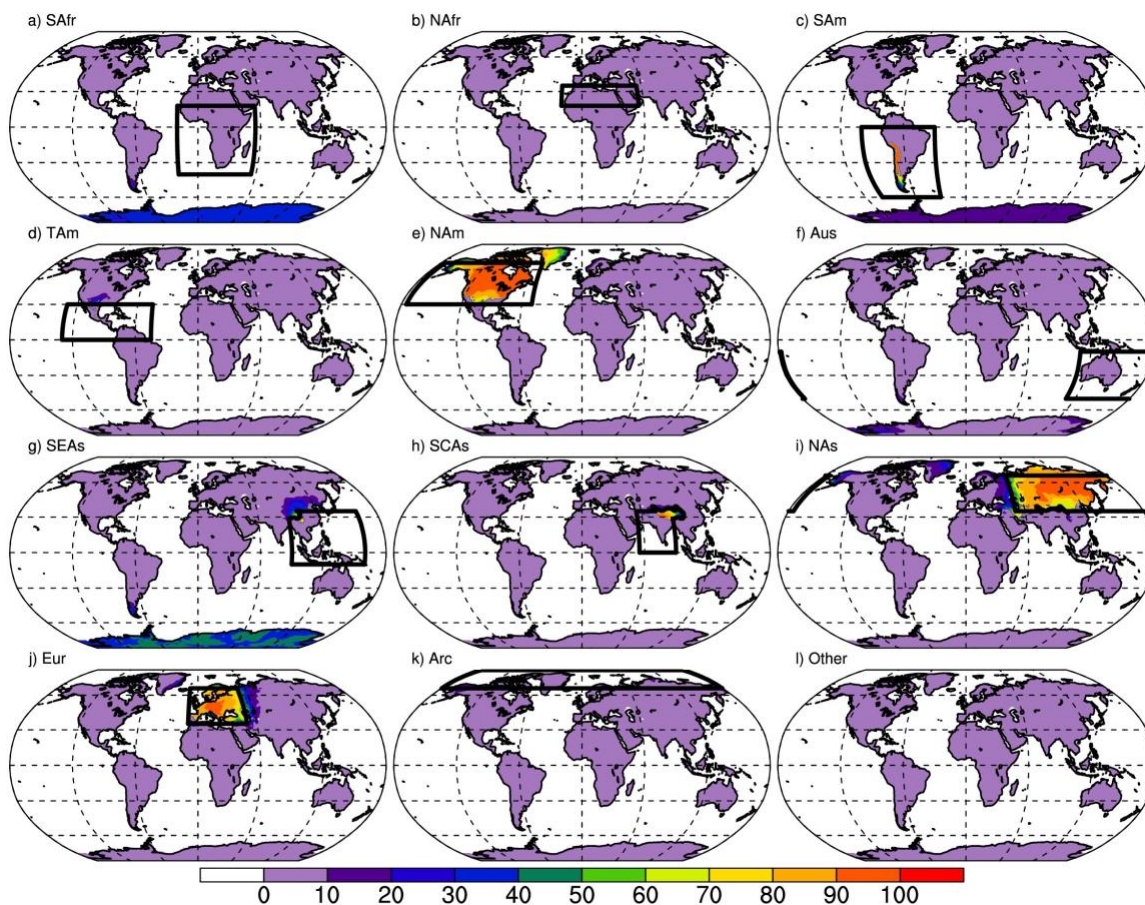 a) SAfr
b) NAfr
c) SAm
d) TAm
e) NAm
f) Aus
g) SEAs
h) SCAs
i) NAs
j) Eur
k) Arc
l) Other
0 10 20 30 40 50 60 70 80 90 100